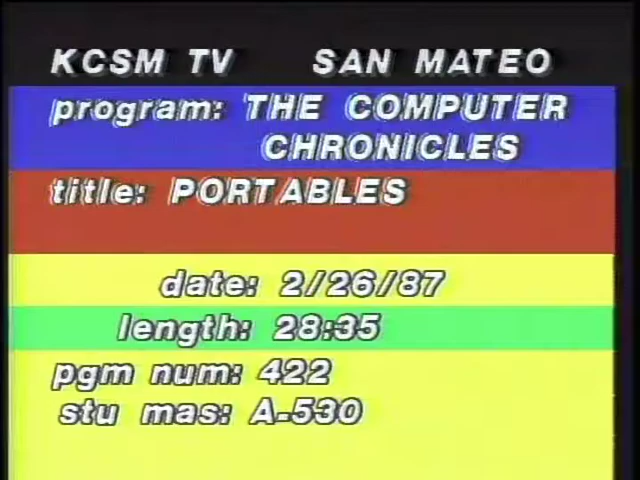 KCSM TV SAN MATEO
program: THE COMPUTER
CHRONICLES
title: PORTABLES
date: 2/26/87
length: 28:35
pgm num: 422
stu mas: A-530